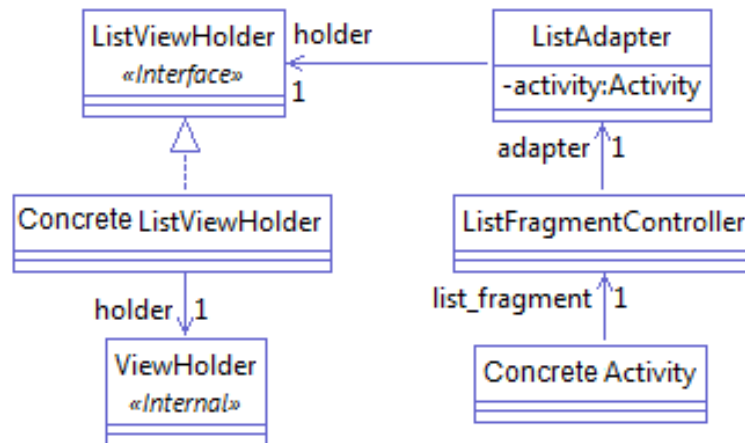 ListViewHolder
«Interface»
holder
1
ListAdapter
-activity:Activity
adapter 1
Concrete ListViewHolder
ListFragmentController
holder 1
list_fragment 1
ViewHolder
«Internal»
Concrete Activity